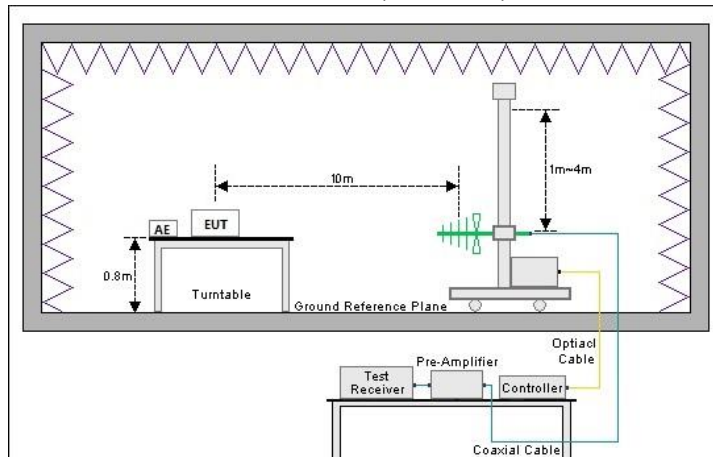 10m
1m~4m
AE
EUT
0.8m
Turntable
Ground Reference Plane
Optiacl
Cable
Pre-Amplifier
Test
Receiver
Controller
Coaxial Cable